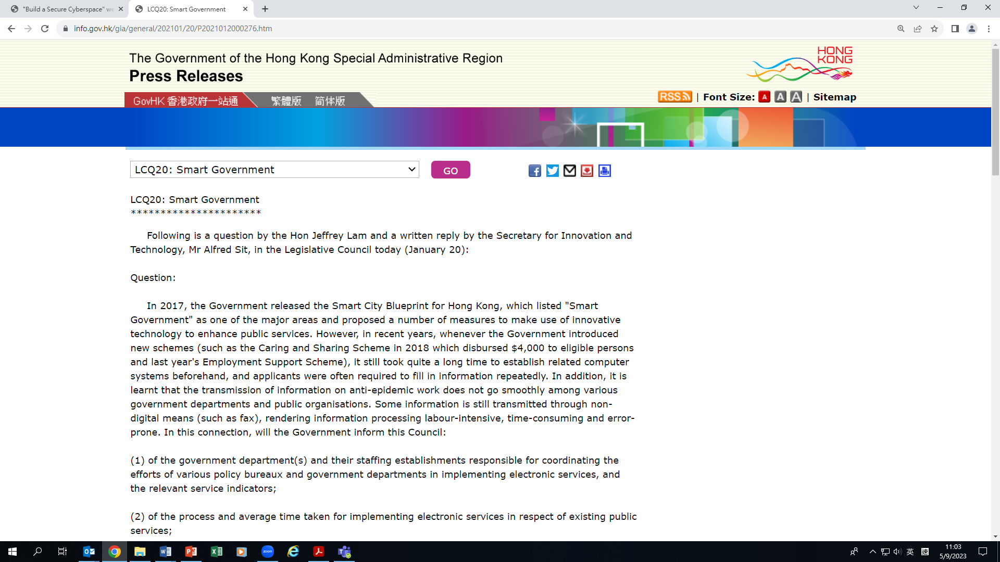 "Build a Secure Cyberspace" we
LCQ20: Smart Government
info.gov.hk/gia/general/202101/20/P2021012000276.htm
The Government of the Hong Kong Special Administrative Region
Press Releases
HONG
KONG
GovHK 香港政府一站通
繁體版
简体版
RSS | Font Size: A A A | Sitemap
LCQ20: Smart Government
GO
LCQ20: Smart Government
**********************
Following is a question by the Hon Jeffrey Lam and a written reply by the Secretary for Innovation and
Technology, Mr Alfred Sit, in the Legislative Council today (January 20):
Question:
In 2017, the Government released the Smart City Blueprint for Hong Kong, which listed "Smart
Government" as one of the major areas and proposed a number of measures to make use of innovative
technology to enhance public services. However, in recent years, whenever the Government introduced
new schemes (such as the Caring and Sharing Scheme in 2018 which disbursed $4,000 to eligible persons
and last year's Employment Support Scheme), it still took quite a long time to establish related computer
systems beforehand, and applicants were often required to fill in information repeatedly. In addition, it is
learnt that the transmission of information on anti-epidemic work does not go smoothly among various
government departments and public organisations. Some information is still transmitted through non-
digital means (such as fax), rendering information processing labour-intensive, time-consuming and error-
prone. In this connection, will the Government inform this Council:
(1) of the government department(s) and their staffing establishments responsible for coordinating the
efforts of various policy bureaux and government departments in implementing electronic services, and
the relevant service indicators;
(2) of the process and average time taken for implementing electronic services in respect of existing public
services;
zoom
英
速
11:03
5/9/2023